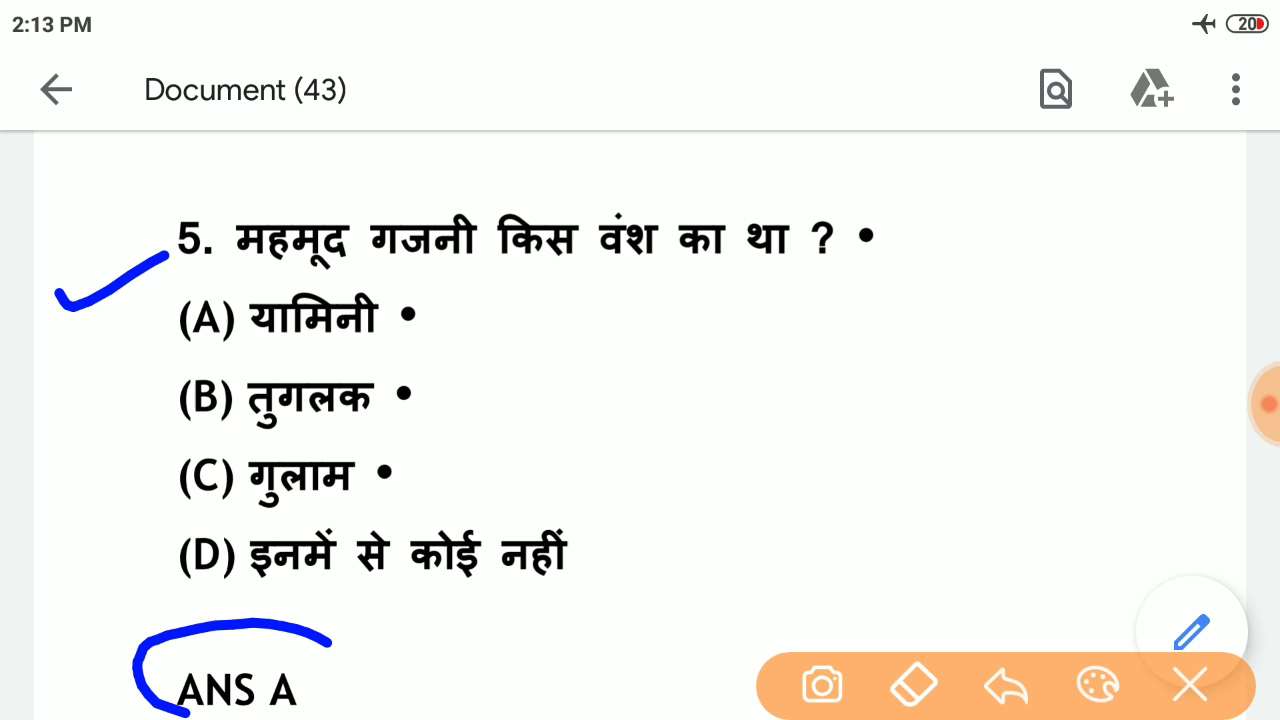 2:13 PM
20
Document (43)
5. महमूद गजनी किस वंश का था ? •
(A) यामिनी •
(B) तुगलक •
(C) गुलाम •
(D) इनमें से कोई नहीं
ANS A